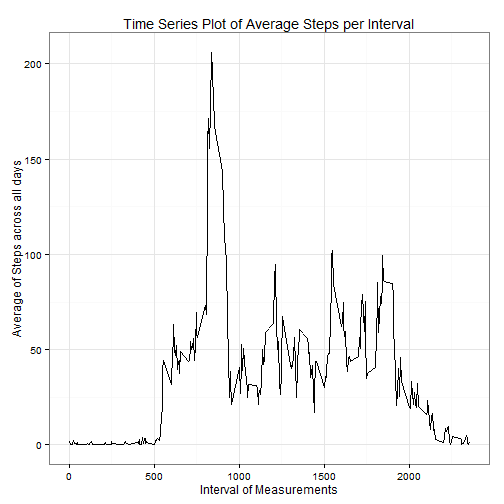 Time Series Plot of Average Steps per Interval
200
150
100
50
0
Average of Steps across all days
0 500 1000 1500 2000
Interval of Measurements